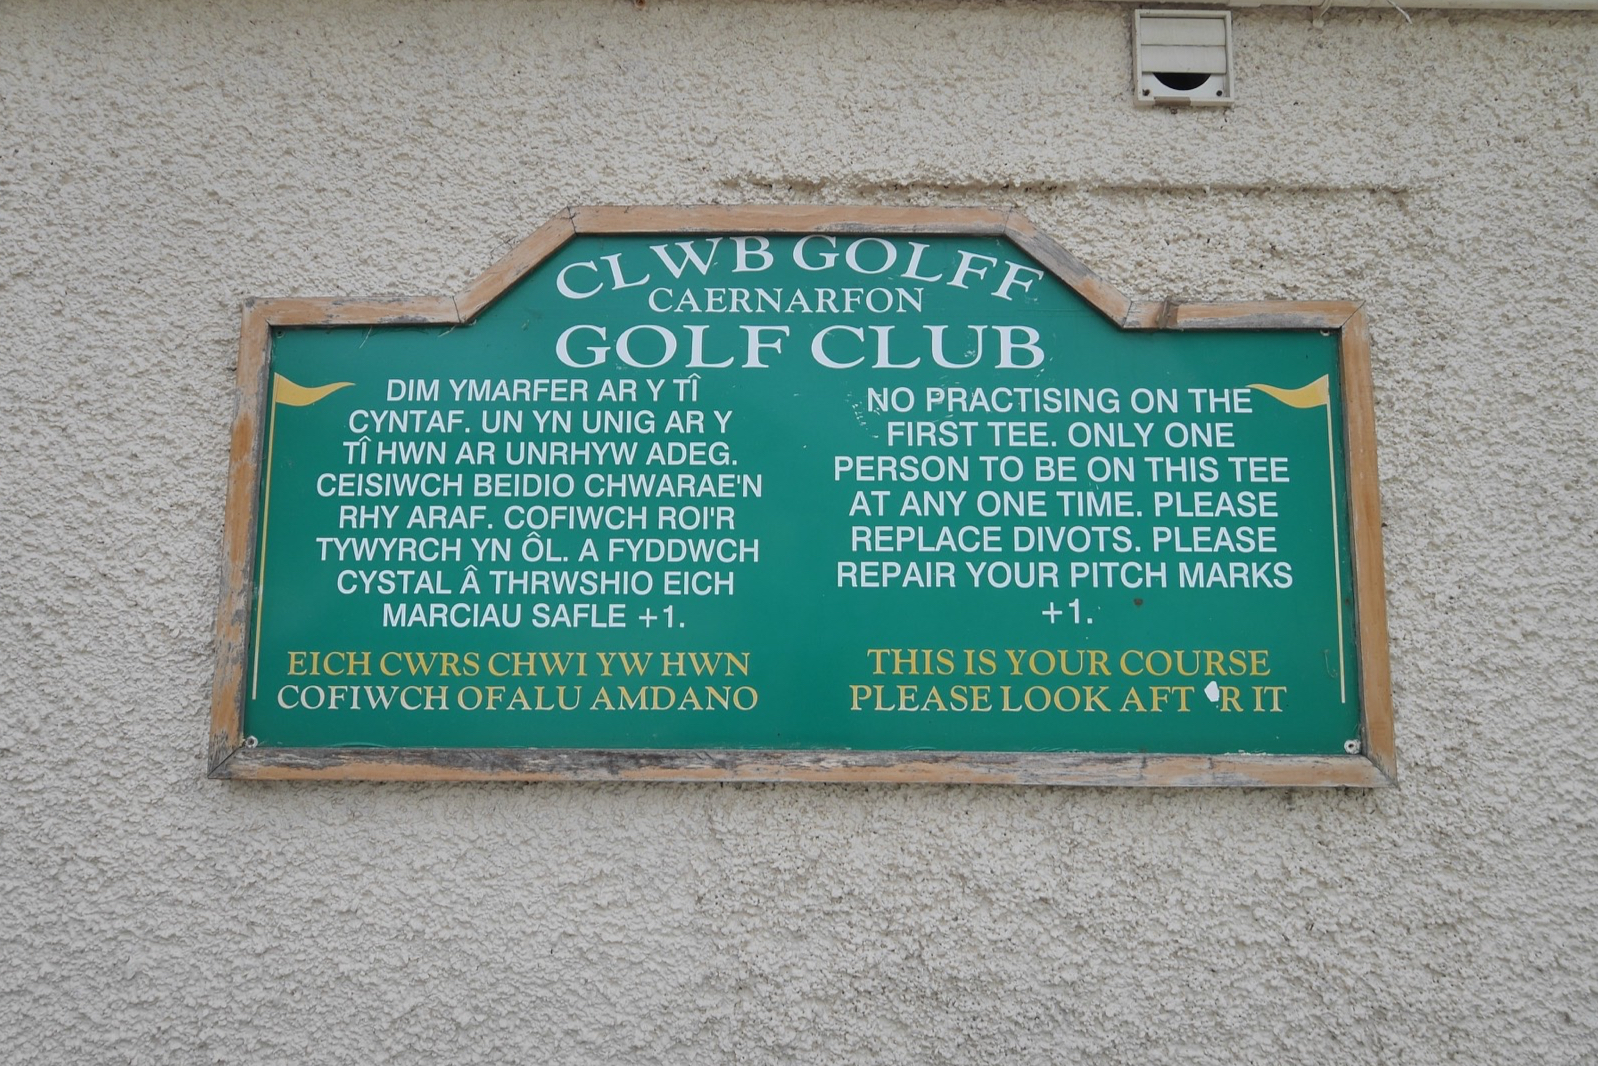 CLWB GOLFF
CAERNARFON
GOLF CLUB
DIM YMARFER AR Y TÎ
CYNTAF. UN YN UNIG AR Y
TÎ HWN AR UNRHYW ADEG.
CEISIWCH BEIDIO CHWARAE'N
RHY ARAF. COFIWCH ROI'R
TYWYRCH YN ÔL. A FYDDWCH
CYSTAL Â THRWSHIO EICH
MARCIAU SAFLE +1.
EICH CWRS CHWI YW HWN
COFIWCH OFALU AMDANO
NO PRACTISING ON THE
FIRST TEE. ONLY ONE
PERSON TO BE ON THIS TEE
AT ANY ONE TIME. PLEASE
REPLACE DIVOTS. PLEASE
REPAIR YOUR PITCH MARKS
+1.
THIS IS YOUR COURSE
PLEASE LOOK AFT R IT